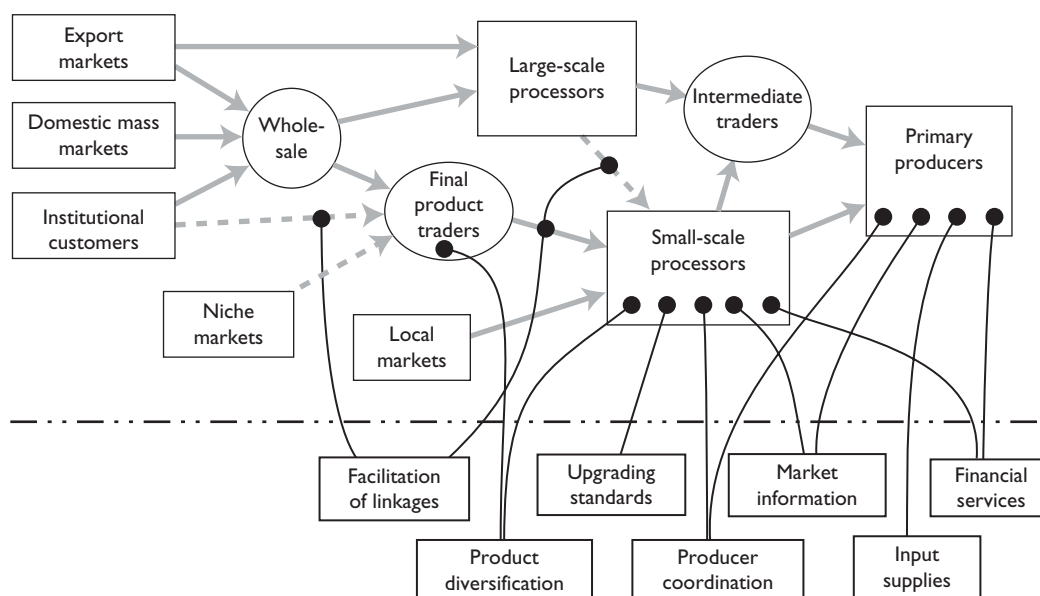 Export
markets
Large-scale
processors
Intermediate
traders
Domestic mass
markets
Whole-
sale
Primary
producers
Institutional
customers
Final
product
traders
Small-scale
processors
Niche
markets
Local
markets
Facilitation
of linkages
Upgrading
standards
Market
information
Financial
services
Product
diversification
Producer
coordination
Input
supplies